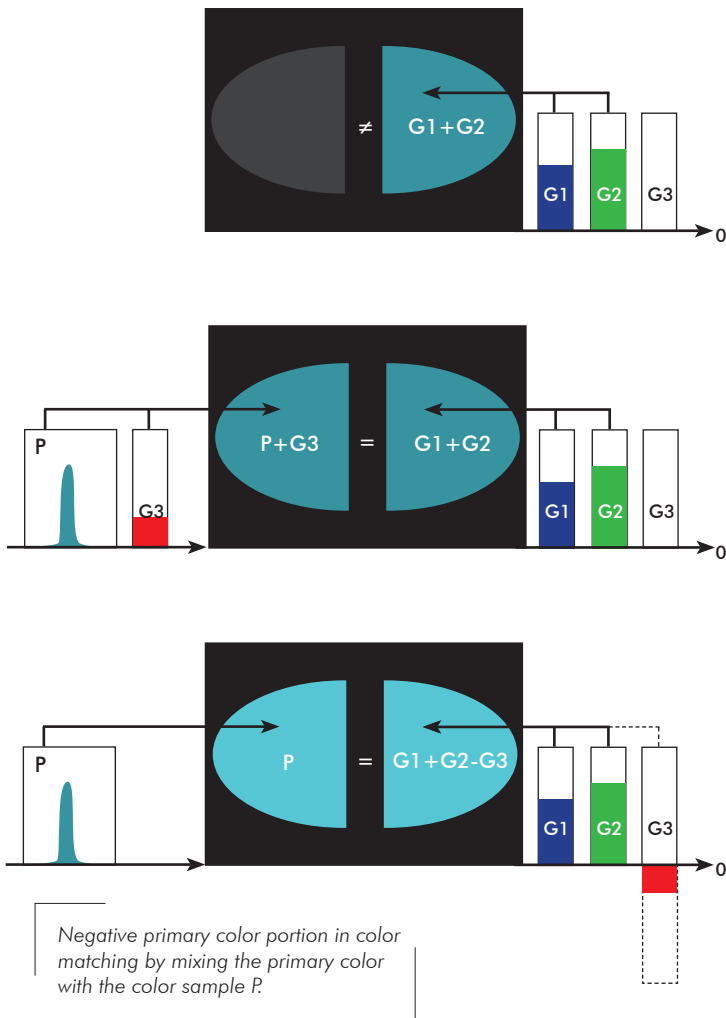 ≠ G1+G2
G1 G2 G3
0
P
G3
P+G3 = G1+G2
G1 G2 G3
0
P
P = G1+G2-G3
G1 G2 G3
0
Negative primary color portion in color
matching by mixing the primary color
with the color sample P.